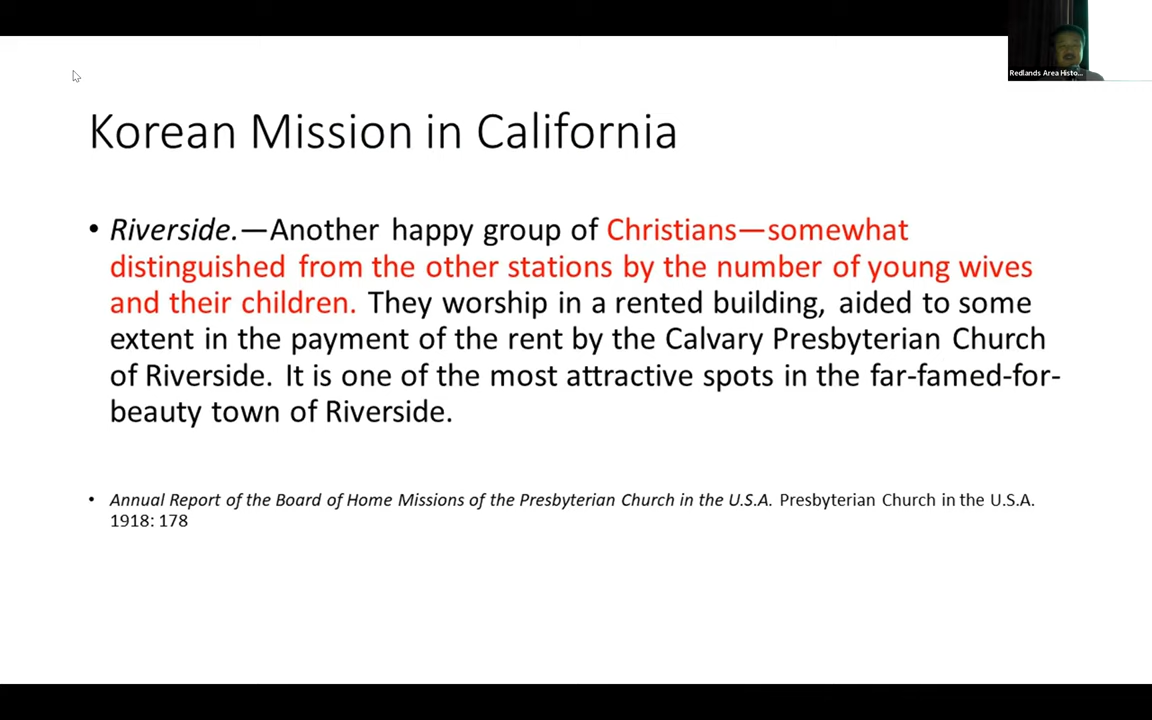 Redlands Area Histo...
Korean Mission in California
• Riverside.—Another happy group of Christians—somewhat
distinguished from the other stations by the number of young wives
and their children. They worship in a rented building, aided to some
extent in the payment of the rent by the Calvary Presbyterian Church
of Riverside. It is one of the most attractive spots in the far-famed-for-
beauty town of Riverside.
• Annual Report of the Board of Home Missions of the Presbyterian Church in the U.S.A. Presbyterian Church in the U.S.A.
1918: 178